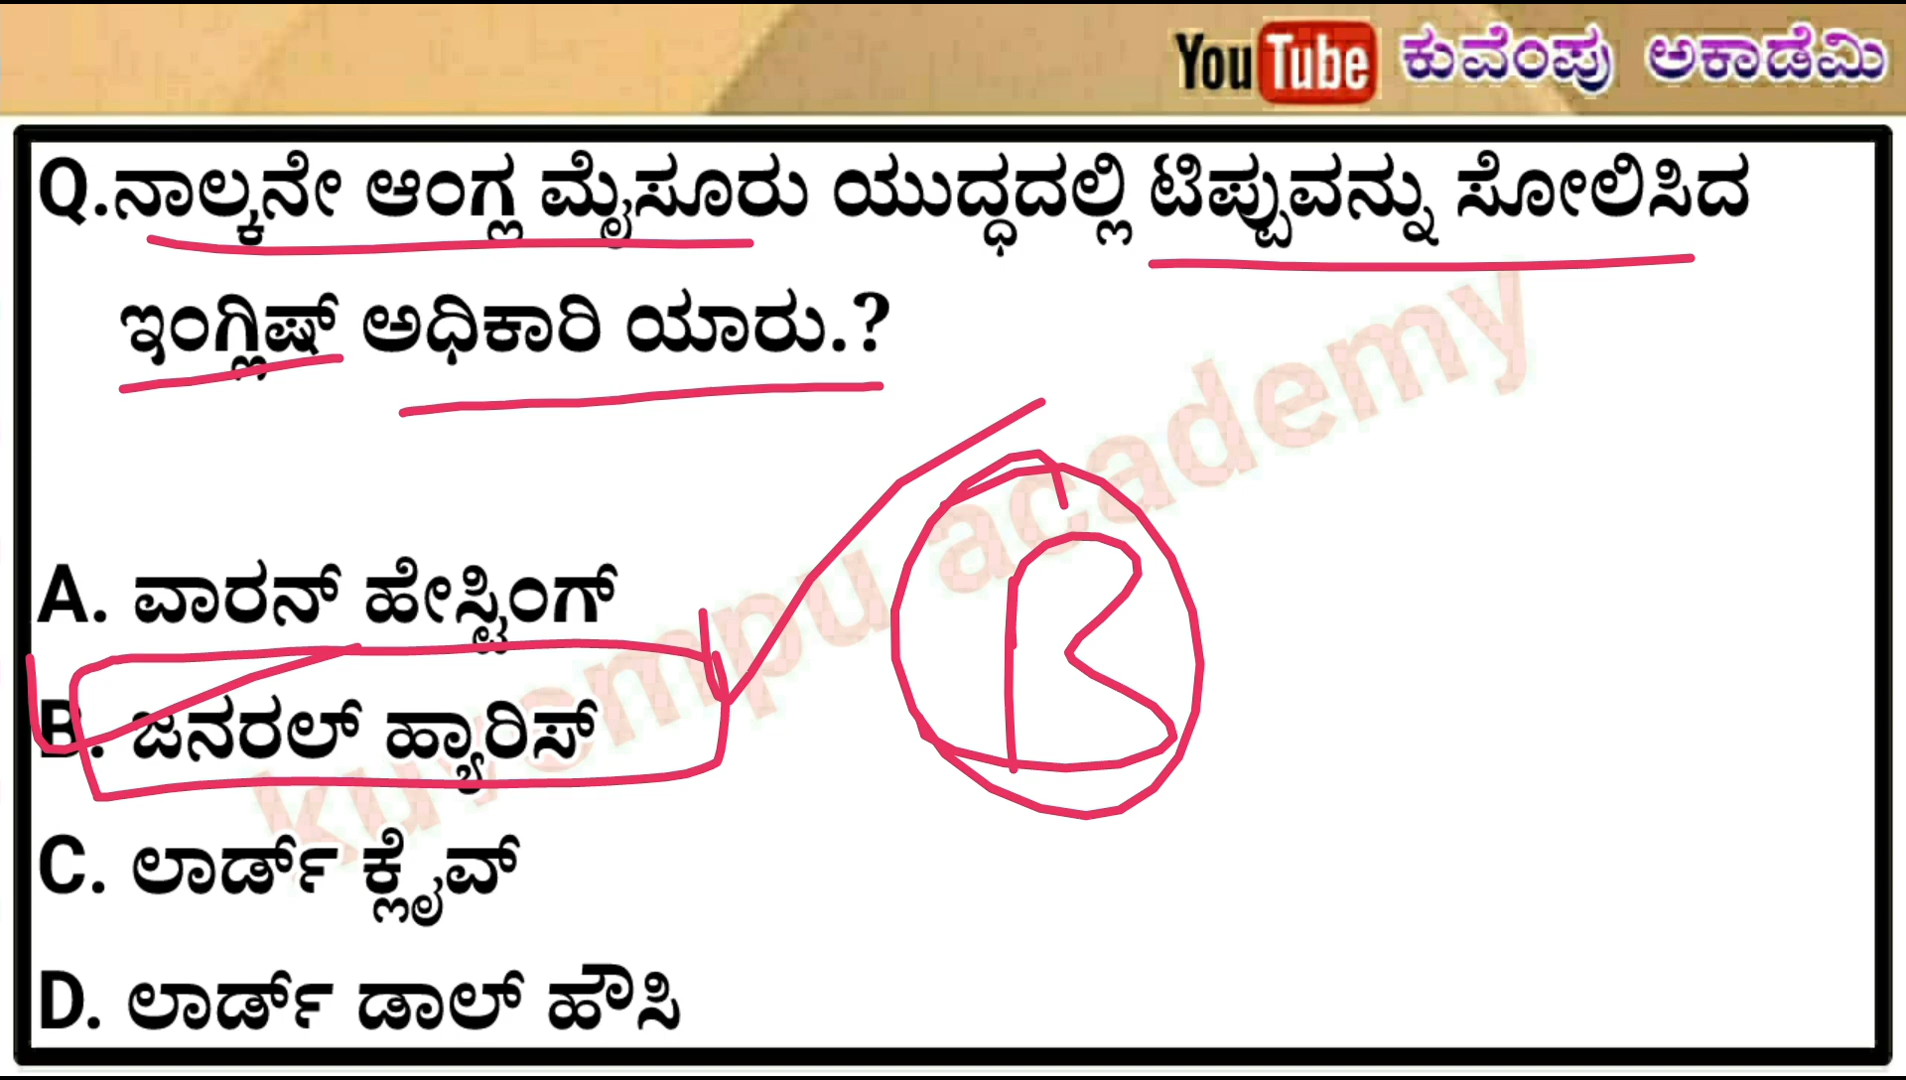 YouTube ಕುವೆಂಪು ಅಕಾಡೆಮಿ
Q.ನಾಲ್ಕನೇ ಆಂಗ್ಲ ಮೈಸೂರು ಯುದ್ಧದಲ್ಲಿ ಟಿಪ್ಪುವನ್ನು ಸೋಲಿಸಿದ
ಇಂಗ್ಲಿಷ್ ಅಧಿಕಾರಿ ಯಾರು.?
A. ವಾರನ್ ಹೇಸ್ಟಿಂಗ್
B. ಜನರಲ್ ಹ್ಯಾರಿಸ್
C. ಲಾರ್ಡ್ ಕ್ಲೈವ್
D. ಲಾರ್ಡ್ ಡಾಲ್ ಹೌಸಿ
B
kuvempu academy